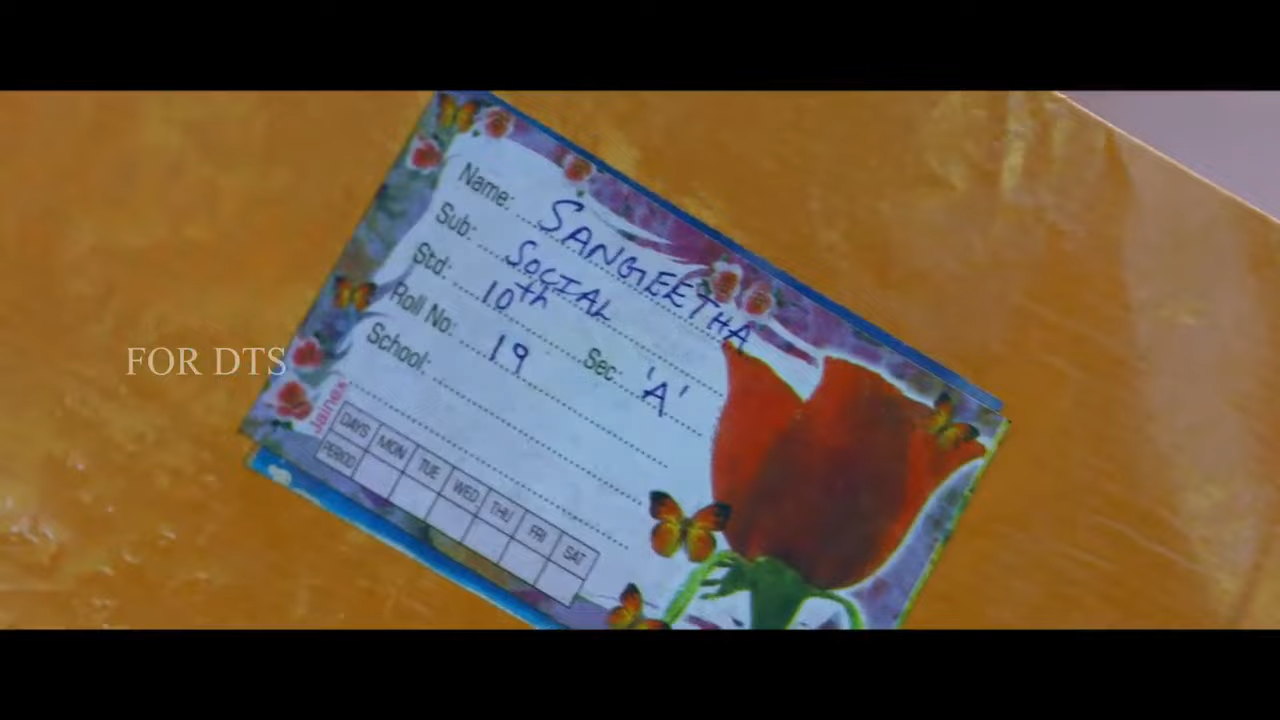 Name: SANGEETHA
Sub: SOCIAL
Std: 10th Sec: 'A'
Roll No: 19
School:
Jainex
DAYS MON TUE WED THU FRI SAT
PERIOD
FOR DTS